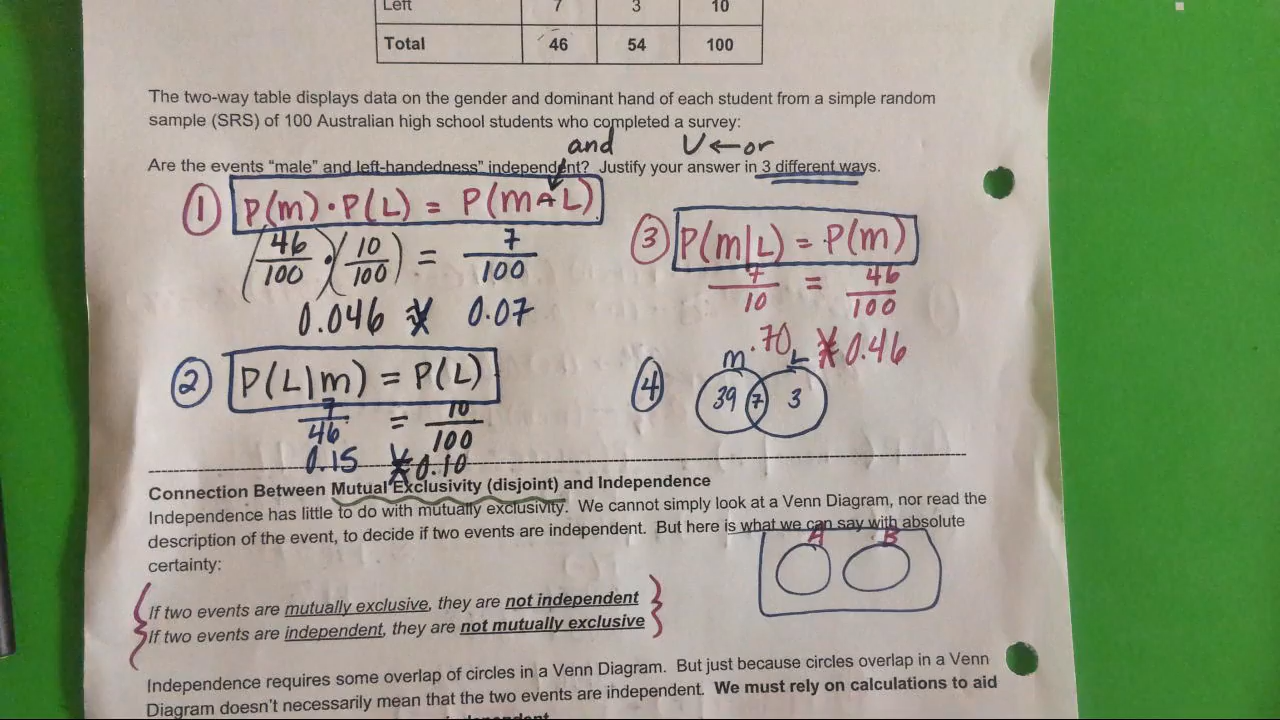 Left 7 3 10
Total 46 54 100
The two-way table displays data on the gender and dominant hand of each student from a simple random
sample (SRS) of 100 Australian high school students who completed a survey:
and U ← or
Are the events “male” and left-handedness” independent? Justify your answer in 3 different ways.
① P(m) · P(L) = P(m ∩ L)
(46/100) · (10/100) = 7/100
0.046 ≠ 0.07
② P(L|m) = P(L)
7/46 = 10/100
0.15 ≠ 0.10
③ P(m|L) = P(m)
7/10 = 46/100
.70 ≠ 0.46
④ m L
39 7 3
Connection Between Mutual Exclusivity (disjoint) and Independence
Independence has little to do with mutually exclusivity. We cannot simply look at a Venn Diagram, nor read the
description of the event, to decide if two events are independent. But here is what we can say with absolute
certainty:
A B
If two events are mutually exclusive, they are not independent
If two events are independent, they are not mutually exclusive
Independence requires some overlap of circles in a Venn Diagram. But just because circles overlap in a Venn
Diagram doesn't necessarily mean that the two events are independent. We must rely on calculations to aid